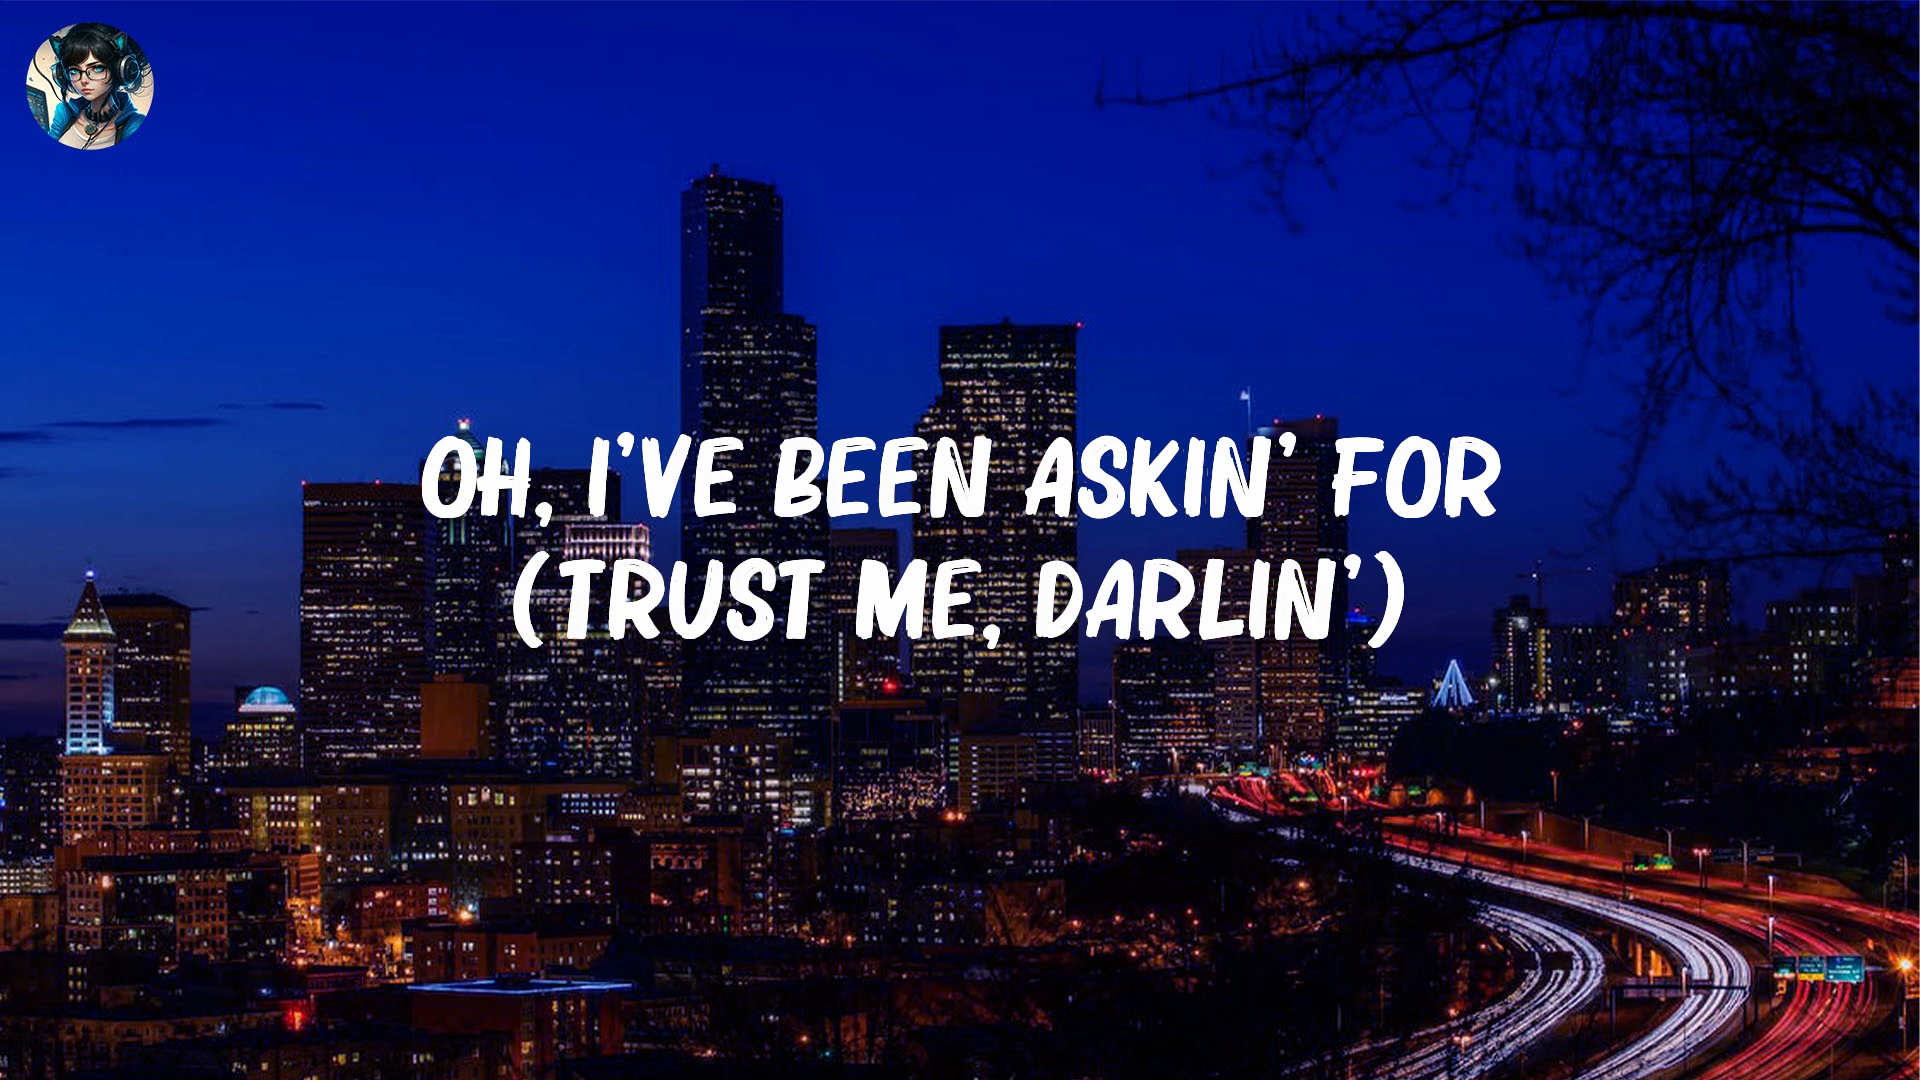 OH, I'VE BEEN ASKIN' FOR
(TRUST ME, DARLIN')